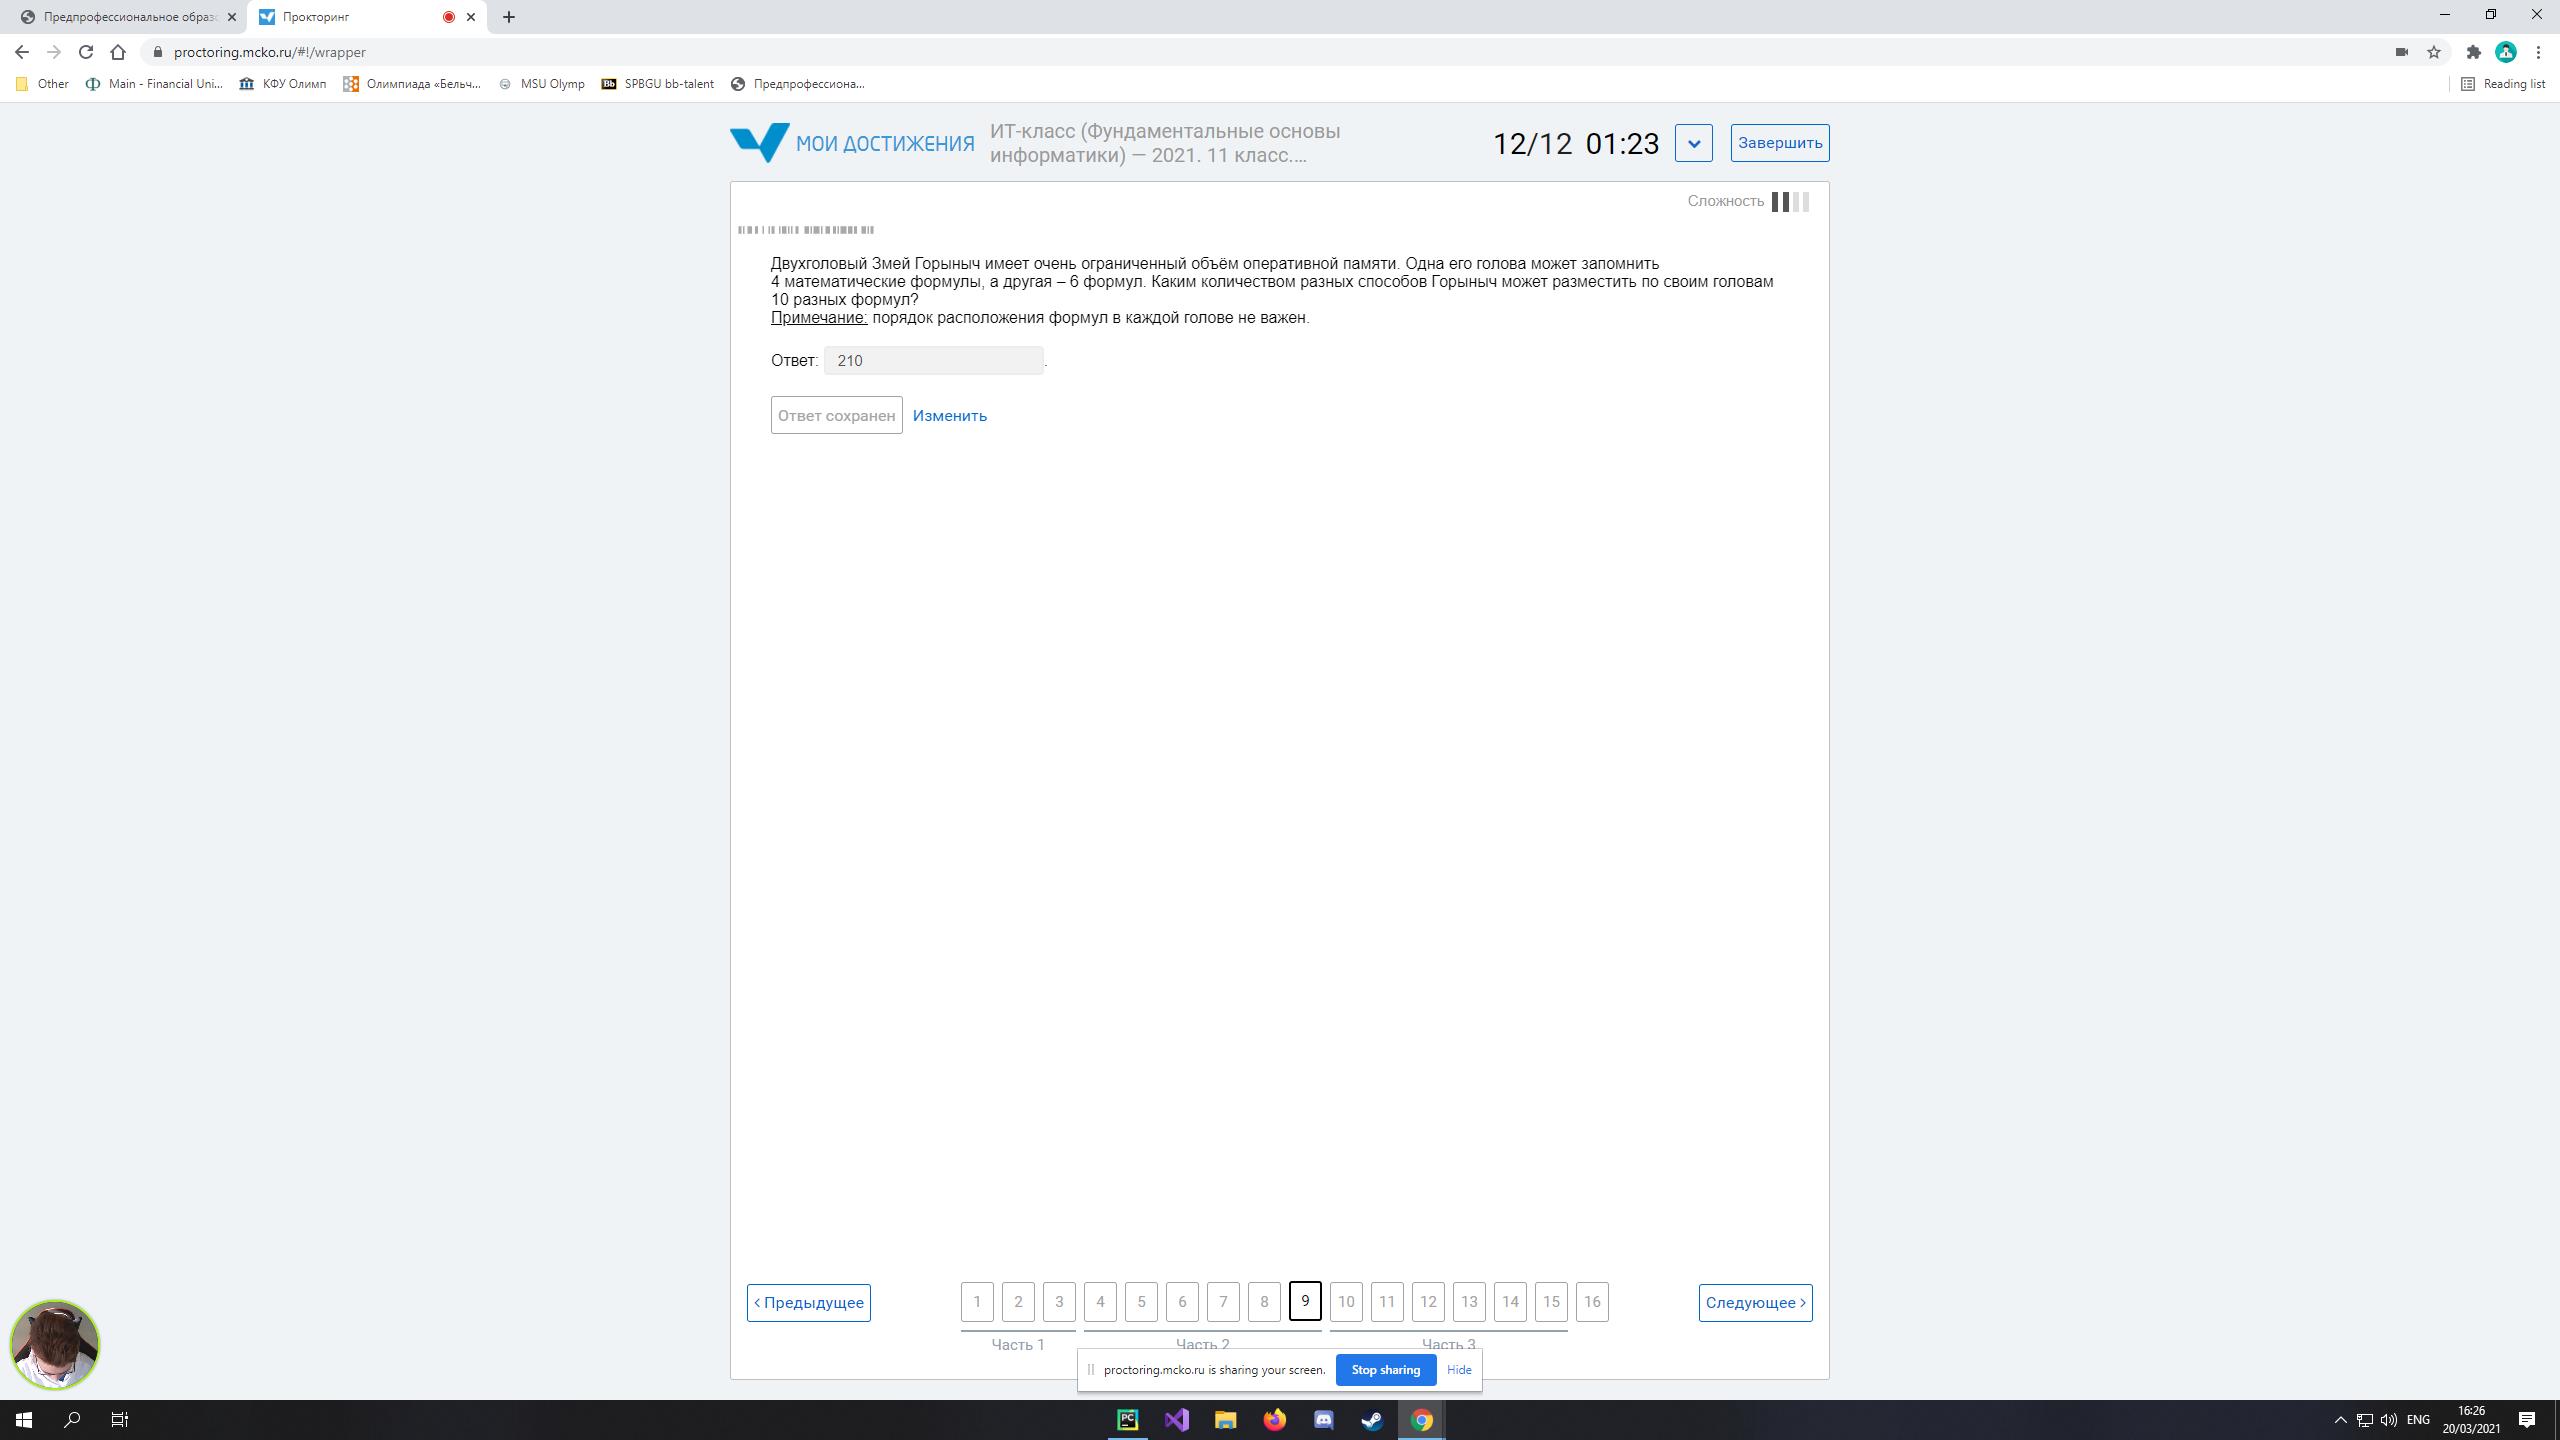 Предпрофессиональное образо
Прокторинг
proctoring.mcko.ru/#!/wrapper
Other
Main - Financial Uni...
КФУ Олимп
Олимпиада «Бельч...
MSU Olymp
Bb
SPBGU bb-talent
Предпрофессиона...
Reading list
МОИ ДОСТИЖЕНИЯ
ИТ-класс (Фундаментальные основы
информатики) — 2021. 11 класс....
12/12 01:23
Завершить
Сложность
Двухголовый Змей Горыныч имеет очень ограниченный объём оперативной памяти. Одна его голова может запомнить
4 математические формулы, а другая – 6 формул. Каким количеством разных способов Горыныч может разместить по своим головам
10 разных формул?
Примечание: порядок расположения формул в каждой голове не важен.
Ответ: 210.
Ответ сохранен
Изменить
‹ Предыдущее
1 2 3 4 5 6 7 8 9 10 11 12 13 14 15 16
Следующее ›
Часть 1
Часть 2
Часть 3
proctoring.mcko.ru is sharing your screen.
Stop sharing
Hide
PC
ENG
16:26
20/03/2021